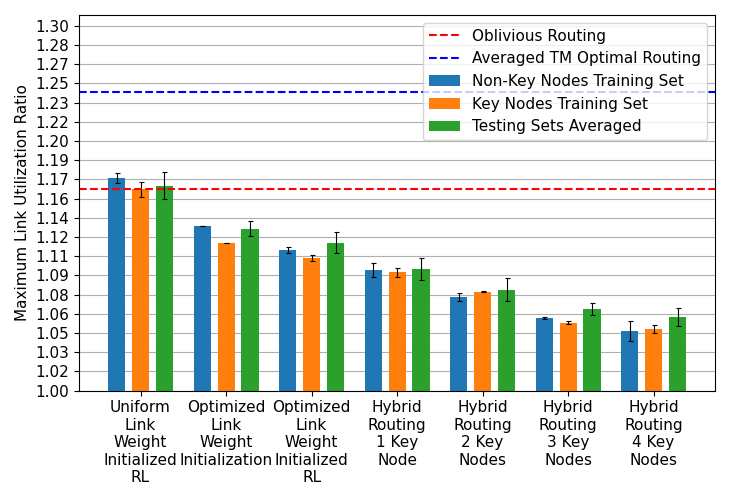 Maximum Link Utilization Ratio
1.30
1.28
1.27
1.25
1.23
1.22
1.20
1.19
1.17
1.16
1.14
1.12
1.11
1.09
1.08
1.06
1.05
1.03
1.02
1.00
Oblivious Routing
Averaged TM Optimal Routing
Non-Key Nodes Training Set
Key Nodes Training Set
Testing Sets Averaged
Uniform
Link
Weight
Initialized
RL
Optimized
Link
Weight
Initialization
Optimized
Link
Weight
Initialized
RL
Hybrid
Routing
1 Key
Node
Hybrid
Routing
2 Key
Nodes
Hybrid
Routing
3 Key
Nodes
Hybrid
Routing
4 Key
Nodes